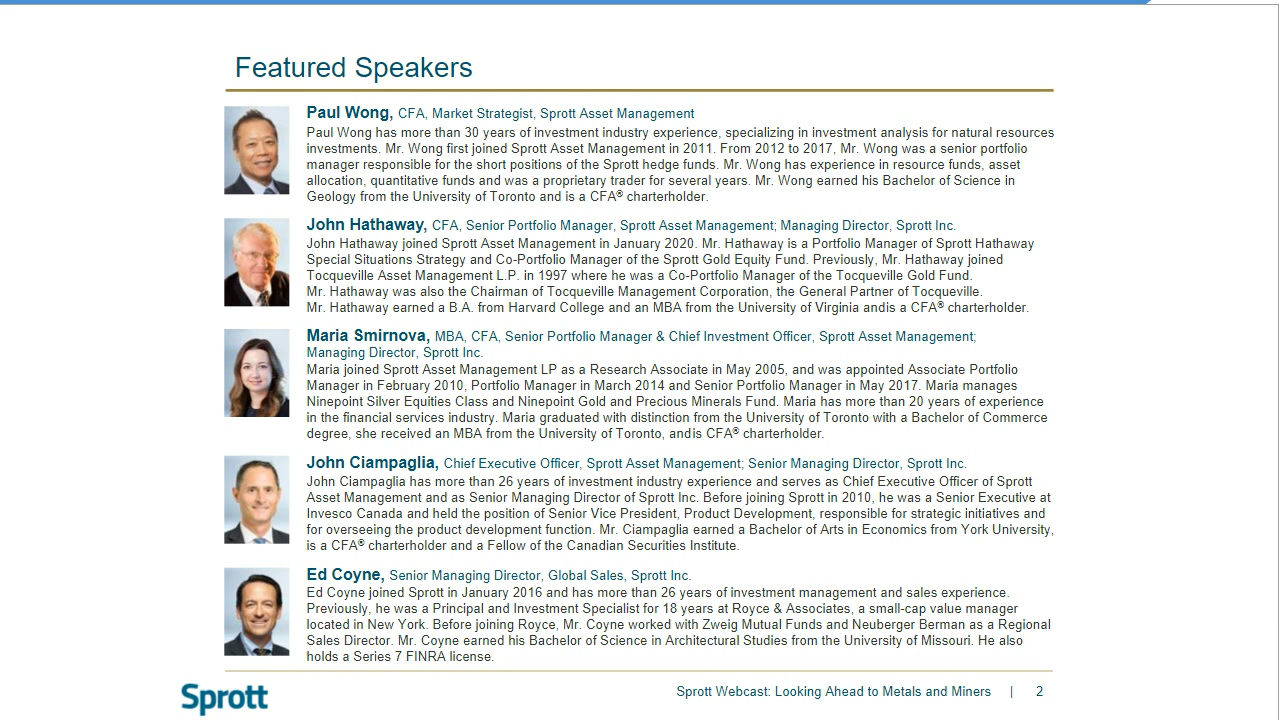 Featured Speakers
Paul Wong, CFA, Market Strategist, Sprott Asset Management
Paul Wong has more than 30 years of investment industry experience, specializing in investment analysis for natural resources
investments. Mr. Wong first joined Sprott Asset Management in 2011. From 2012 to 2017, Mr. Wong was a senior portfolio
manager responsible for the short positions of the Sprott hedge funds. Mr. Wong has experience in resource funds, asset
allocation, quantitative funds and was a proprietary trader for several years. Mr. Wong earned his Bachelor of Science in
Geology from the University of Toronto and is a CFA® charterholder.
John Hathaway, CFA, Senior Portfolio Manager, Sprott Asset Management; Managing Director, Sprott Inc.
John Hathaway joined Sprott Asset Management in January 2020. Mr. Hathaway is a Portfolio Manager of Sprott Hathaway
Special Situations Strategy and Co-Portfolio Manager of the Sprott Gold Equity Fund. Previously, Mr. Hathaway joined
Tocqueville Asset Management L.P. in 1997 where he was a Co-Portfolio Manager of the Tocqueville Gold Fund.
Mr. Hathaway was also the Chairman of Tocqueville Management Corporation, the General Partner of Tocqueville.
Mr. Hathaway earned a B.A. from Harvard College and an MBA from the University of Virginia andis a CFA® charterholder.
Maria Smirnova, MBA, CFA, Senior Portfolio Manager & Chief Investment Officer, Sprott Asset Management;
Managing Director, Sprott Inc.
Maria joined Sprott Asset Management LP as a Research Associate in May 2005, and was appointed Associate Portfolio
Manager in February 2010, Portfolio Manager in March 2014 and Senior Portfolio Manager in May 2017. Maria manages
Ninepoint Silver Equities Class and Ninepoint Gold and Precious Minerals Fund. Maria has more than 20 years of experience
in the financial services industry. Maria graduated with distinction from the University of Toronto with a Bachelor of Commerce
degree, she received an MBA from the University of Toronto, andis CFA® charterholder.
John Ciampaglia, Chief Executive Officer, Sprott Asset Management; Senior Managing Director, Sprott Inc.
John Ciampaglia has more than 26 years of investment industry experience and serves as Chief Executive Officer of Sprott
Asset Management and as Senior Managing Director of Sprott Inc. Before joining Sprott in 2010, he was a Senior Executive at
Invesco Canada and held the position of Senior Vice President, Product Development, responsible for strategic initiatives and
for overseeing the product development function. Mr. Ciampaglia earned a Bachelor of Arts in Economics from York University,
is a CFA® charterholder and a Fellow of the Canadian Securities Institute.
Ed Coyne, Senior Managing Director, Global Sales, Sprott Inc.
Ed Coyne joined Sprott in January 2016 and has more than 26 years of investment management and sales experience.
Previously, he was a Principal and Investment Specialist for 18 years at Royce & Associates, a small-cap value manager
located in New York. Before joining Royce, Mr. Coyne worked with Zweig Mutual Funds and Neuberger Berman as a Regional
Sales Director. Mr. Coyne earned his Bachelor of Science in Architectural Studies from the University of Missouri. He also
holds a Series 7 FINRA license.
Sprott
Sprott Webcast: Looking Ahead to Metals and Miners | 2